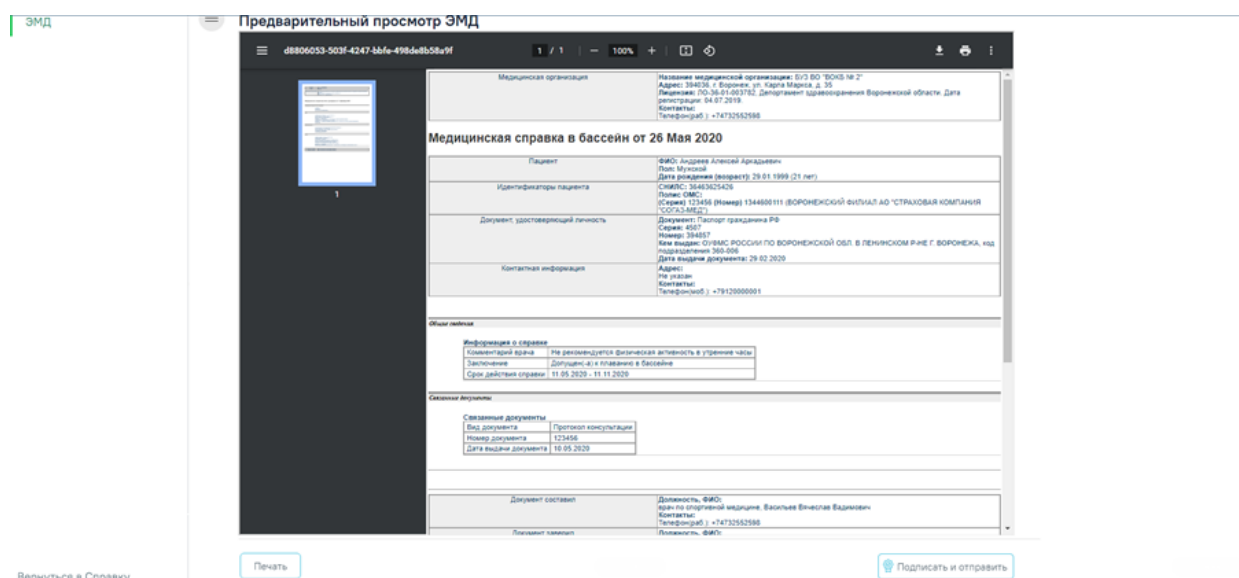 ЭМД
Предварительный просмотр ЭМД
d8806053-503f-4247-bbfe-498de8b58a9f
1 / 1 | — 100% +
1
Медицинская организация
Название медицинской организации: БУЗ ВО "ВОКБ № 2"
Адрес: 394036, г. Воронеж, ул. Карла Маркса, д. 35
Лицензия: ЛО-36-01-003782, Департамент здравоохранения Воронежской области. Дата
регистрации: 04.07.2019
Контакты:
Телефон(раб.): +74732552598
Медицинская справка в бассейн от 26 Мая 2020
Пациент
ФИО: Андреев Алексей Аркадьевич
Пол: Мужской
Дата рождения (возраст): 29.01.1999 (21 лет)
Идентификаторы пациента
СНИЛС: 36463625426
Полис ОМС:
(Серия) 123456 (Номер) 1344600111 (ВОРОНЕЖСКИЙ ФИЛИАЛ АО "СТРАХОВАЯ КОМПАНИЯ
"СОГАЗ-МЕД")
Документ, удостоверяющий личность
Документ: Паспорт гражданина РФ
Серия: 4507
Номер: 394857
Кем выдан: ОУФМС РОССИИ ПО ВОРОНЕЖСКОЙ ОБЛ. В ЛЕНИНСКОМ Р-НЕ Г. ВОРОНЕЖА, код
подразделения 360-006
Дата выдачи документа: 29.02.2020
Контактная информация
Адрес:
Не указан
Контакты:
Телефон(моб.): +79120000001
Общие сведения
Информация о справке
Комментарий врача Не рекомендуется физическая активность в утренние часы
Заключение Допущен(-а) к плаванию в бассейне
Срок действия справки 11.05.2020 - 11.11.2020
Связанные документы
Связанные документы
Вид документа Протокол консультации
Номер документа 123456
Дата выдачи документа 10.05.2020
Документ составил
Должность, ФИО:
врач по спортивной медицине, Васильев Вячеслав Вадимович
Контакты:
Телефон(раб.): +74732552598
Документ заверил
Должность, ФИО:
Печать
Подписать и отправить
Вернуться в Справку